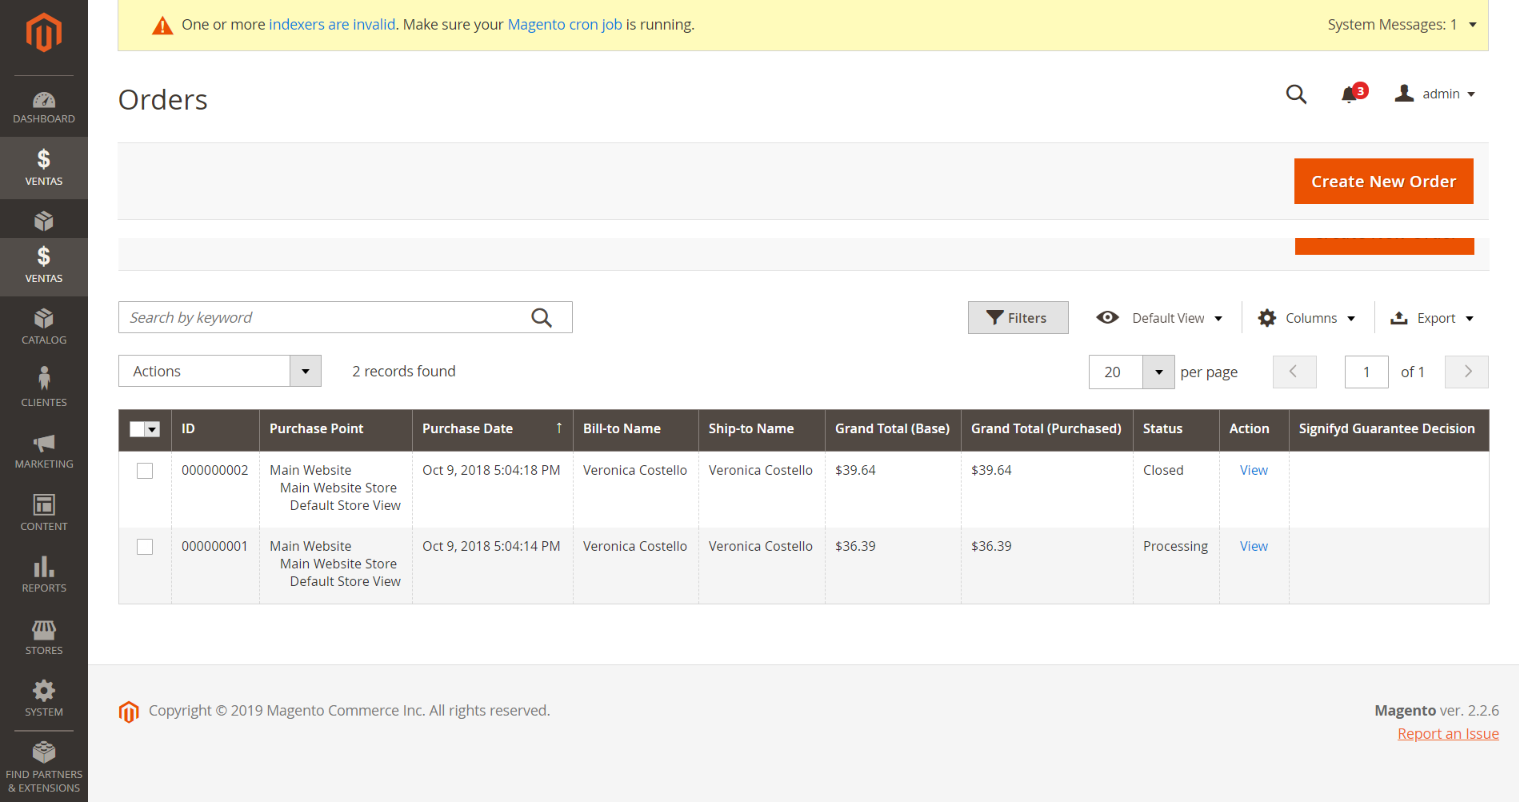 One or more indexers are invalid. Make sure your Magento cron job is running.
System Messages: 1
Orders
3
admin
Create New Order
DASHBOARD
VENTAS
VENTAS
CATALOG
CLIENTES
MARKETING
CONTENT
REPORTS
STORES
SYSTEM
FIND PARTNERS
& EXTENSIONS
Search by keyword
Filters
Default View
Columns
Export
Actions
2 records found
20
per page
1
of 1
ID Purchase Point Purchase Date ↑ Bill-to Name Ship-to Name Grand Total (Base) Grand Total (Purchased) Status Action Signifyd Guarantee Decision
000000002 Main Website Oct 9, 2018 5:04:18 PM Veronica Costello Veronica Costello $39.64 $39.64 Closed View
Main Website Store
Default Store View
000000001 Main Website Oct 9, 2018 5:04:14 PM Veronica Costello Veronica Costello $36.39 $36.39 Processing View
Main Website Store
Default Store View
Copyright © 2019 Magento Commerce Inc. All rights reserved.
Magento ver. 2.2.6
Report an Issue